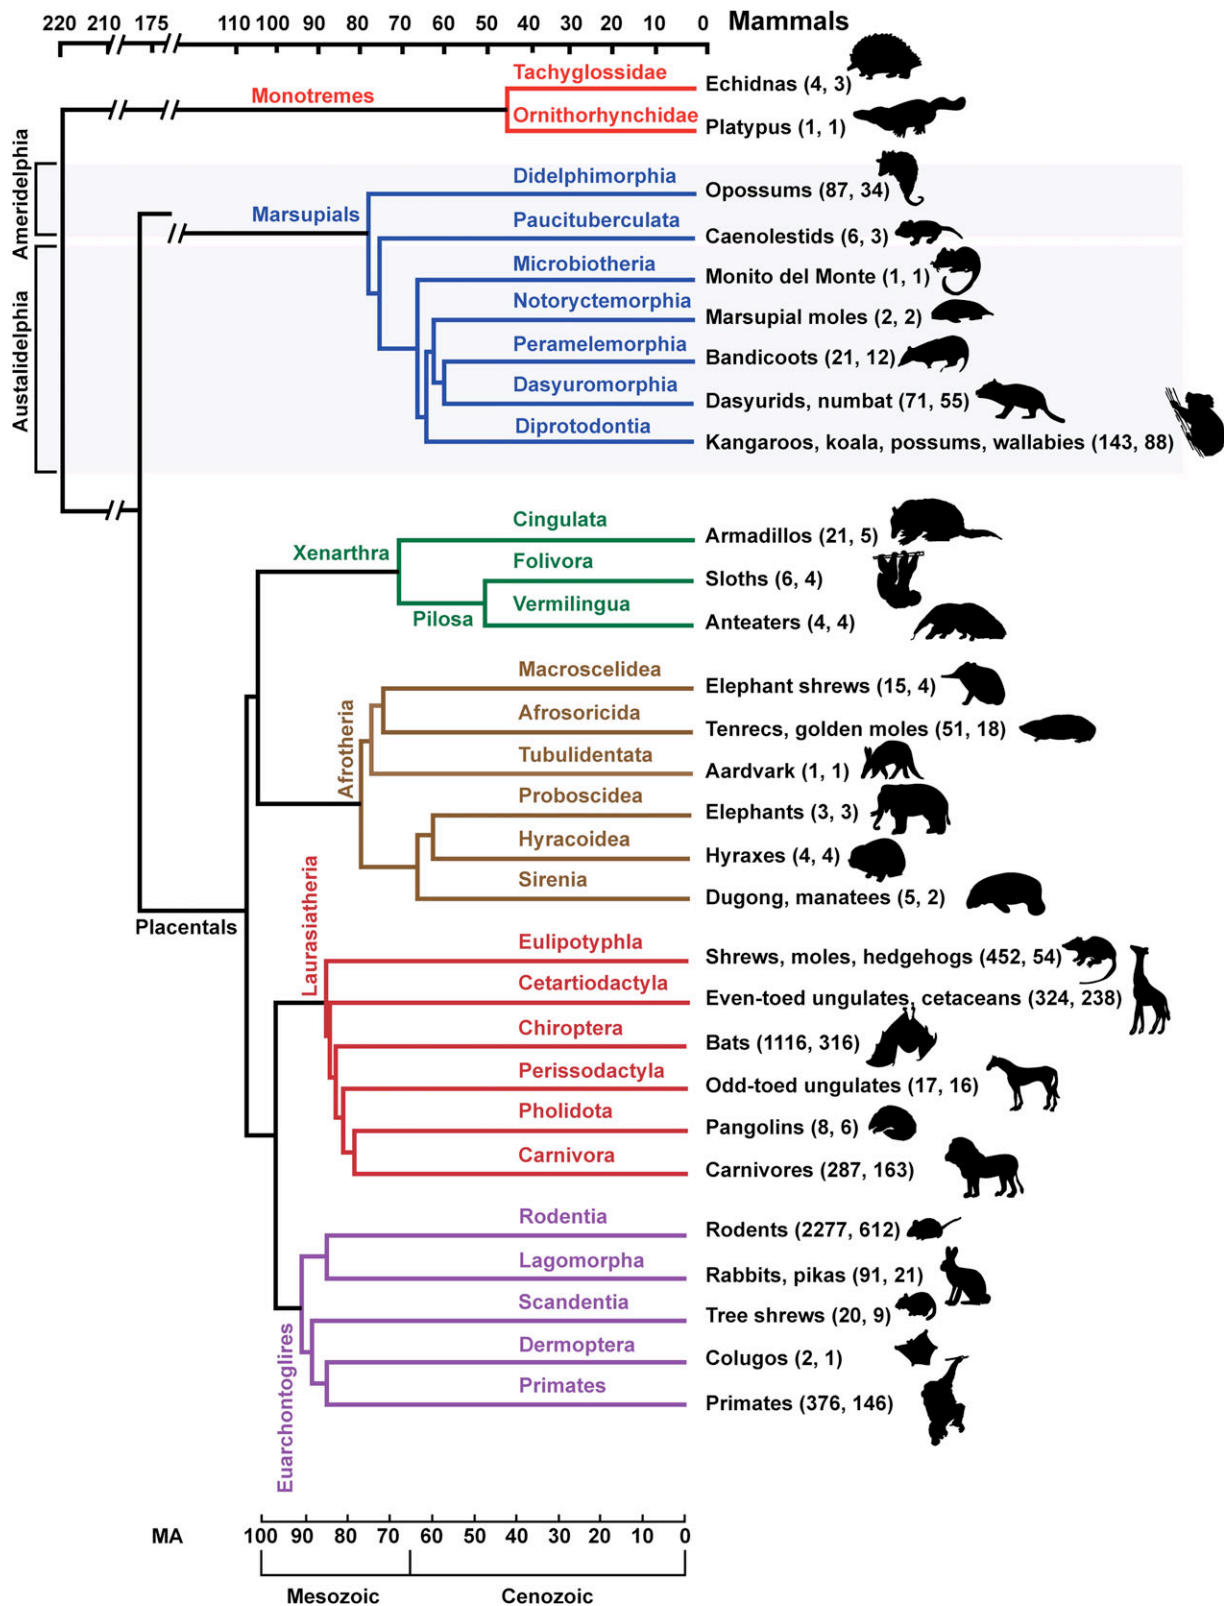 220 210 175 110 100 90 80 70 60 50 40 30 20 10 0 Mammals
Tachyglossidae
Echidnas (4, 3)
Monotremes
Ornithorhynchidae
Platypus (1, 1)
Ameridelphia
Didelphimorphia
Opossums (87, 34)
Marsupials
Paucituberculata
Caenolestids (6, 3)
Austalidelphia
Microbiotheria
Monito del Monte (1, 1)
Notoryctemorphia
Marsupial moles (2, 2)
Peramelemorphia
Bandicoots (21, 12)
Dasyuromorphia
Dasyurids, numbat (71, 55)
Diprotodontia
Kangaroos, koala, possums, wallabies (143, 88)
Cingulata
Armadillos (21, 5)
Xenarthra
Folivora
Sloths (6, 4)
Pilosa
Vermilingua
Anteaters (4, 4)
Macroscelidea
Elephant shrews (15, 4)
Afrotheria
Afrosoricida
Tenrecs, golden moles (51, 18)
Tubulidentata
Aardvark (1, 1)
Proboscidea
Elephants (3, 3)
Hyracoidea
Hyraxes (4, 4)
Sirenia
Dugong, manatees (5, 2)
Placentals
Laurasiatheria
Eulipotyphla
Shrews, moles, hedgehogs (452, 54)
Cetartiodactyla
Even-toed ungulates, cetaceans (324, 238)
Chiroptera
Bats (1116, 316)
Perissodactyla
Odd-toed ungulates (17, 16)
Pholidota
Pangolins (8, 6)
Carnivora
Carnivores (287, 163)
Rodentia
Rodents (2277, 612)
Lagomorpha
Rabbits, pikas (91, 21)
Euarchontoglires
Scandentia
Tree shrews (20, 9)
Dermoptera
Colugos (2, 1)
Primates
Primates (376, 146)
MA 100 90 80 70 60 50 40 30 20 10 0
Mesozoic Cenozoic